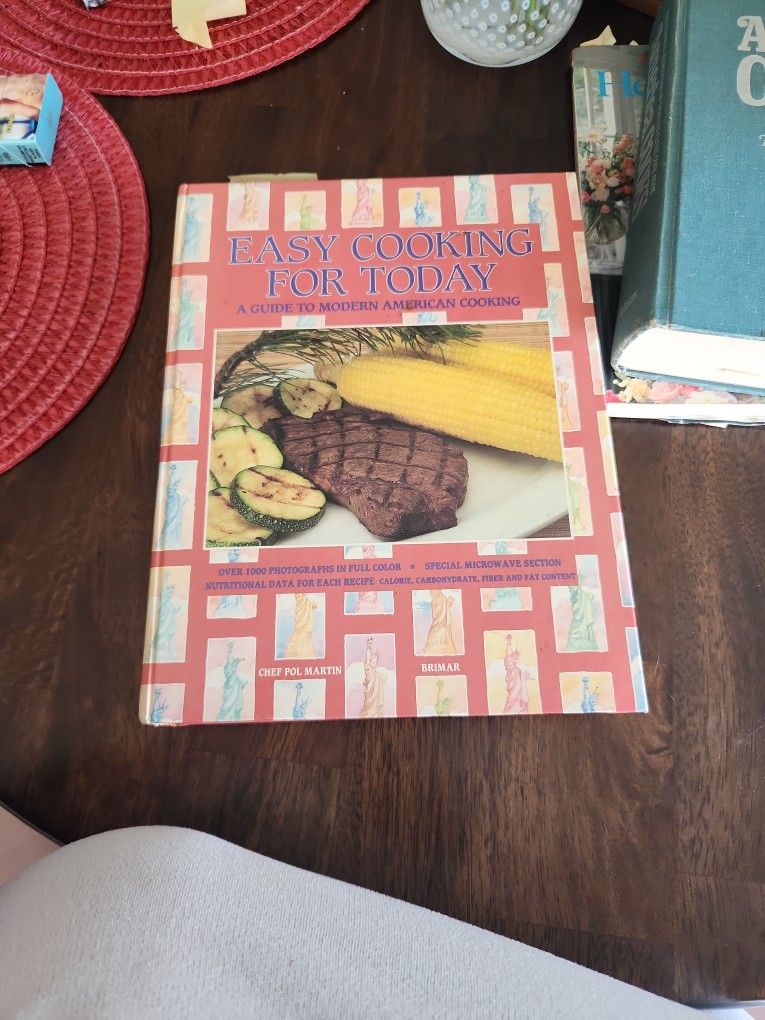 EASY COOKING
FOR TODAY
A GUIDE TO MODERN AMERICAN COOKING
OVER 1000 PHOTOGRAPHS IN FULL COLOR • SPECIAL MICROWAVE SECTION
NUTRITIONAL DATA FOR EACH RECIPE CALORIE, CARBOHYDRATE, FIBER AND FAT CONTENT
CHEF POL MARTIN
BRIMAR